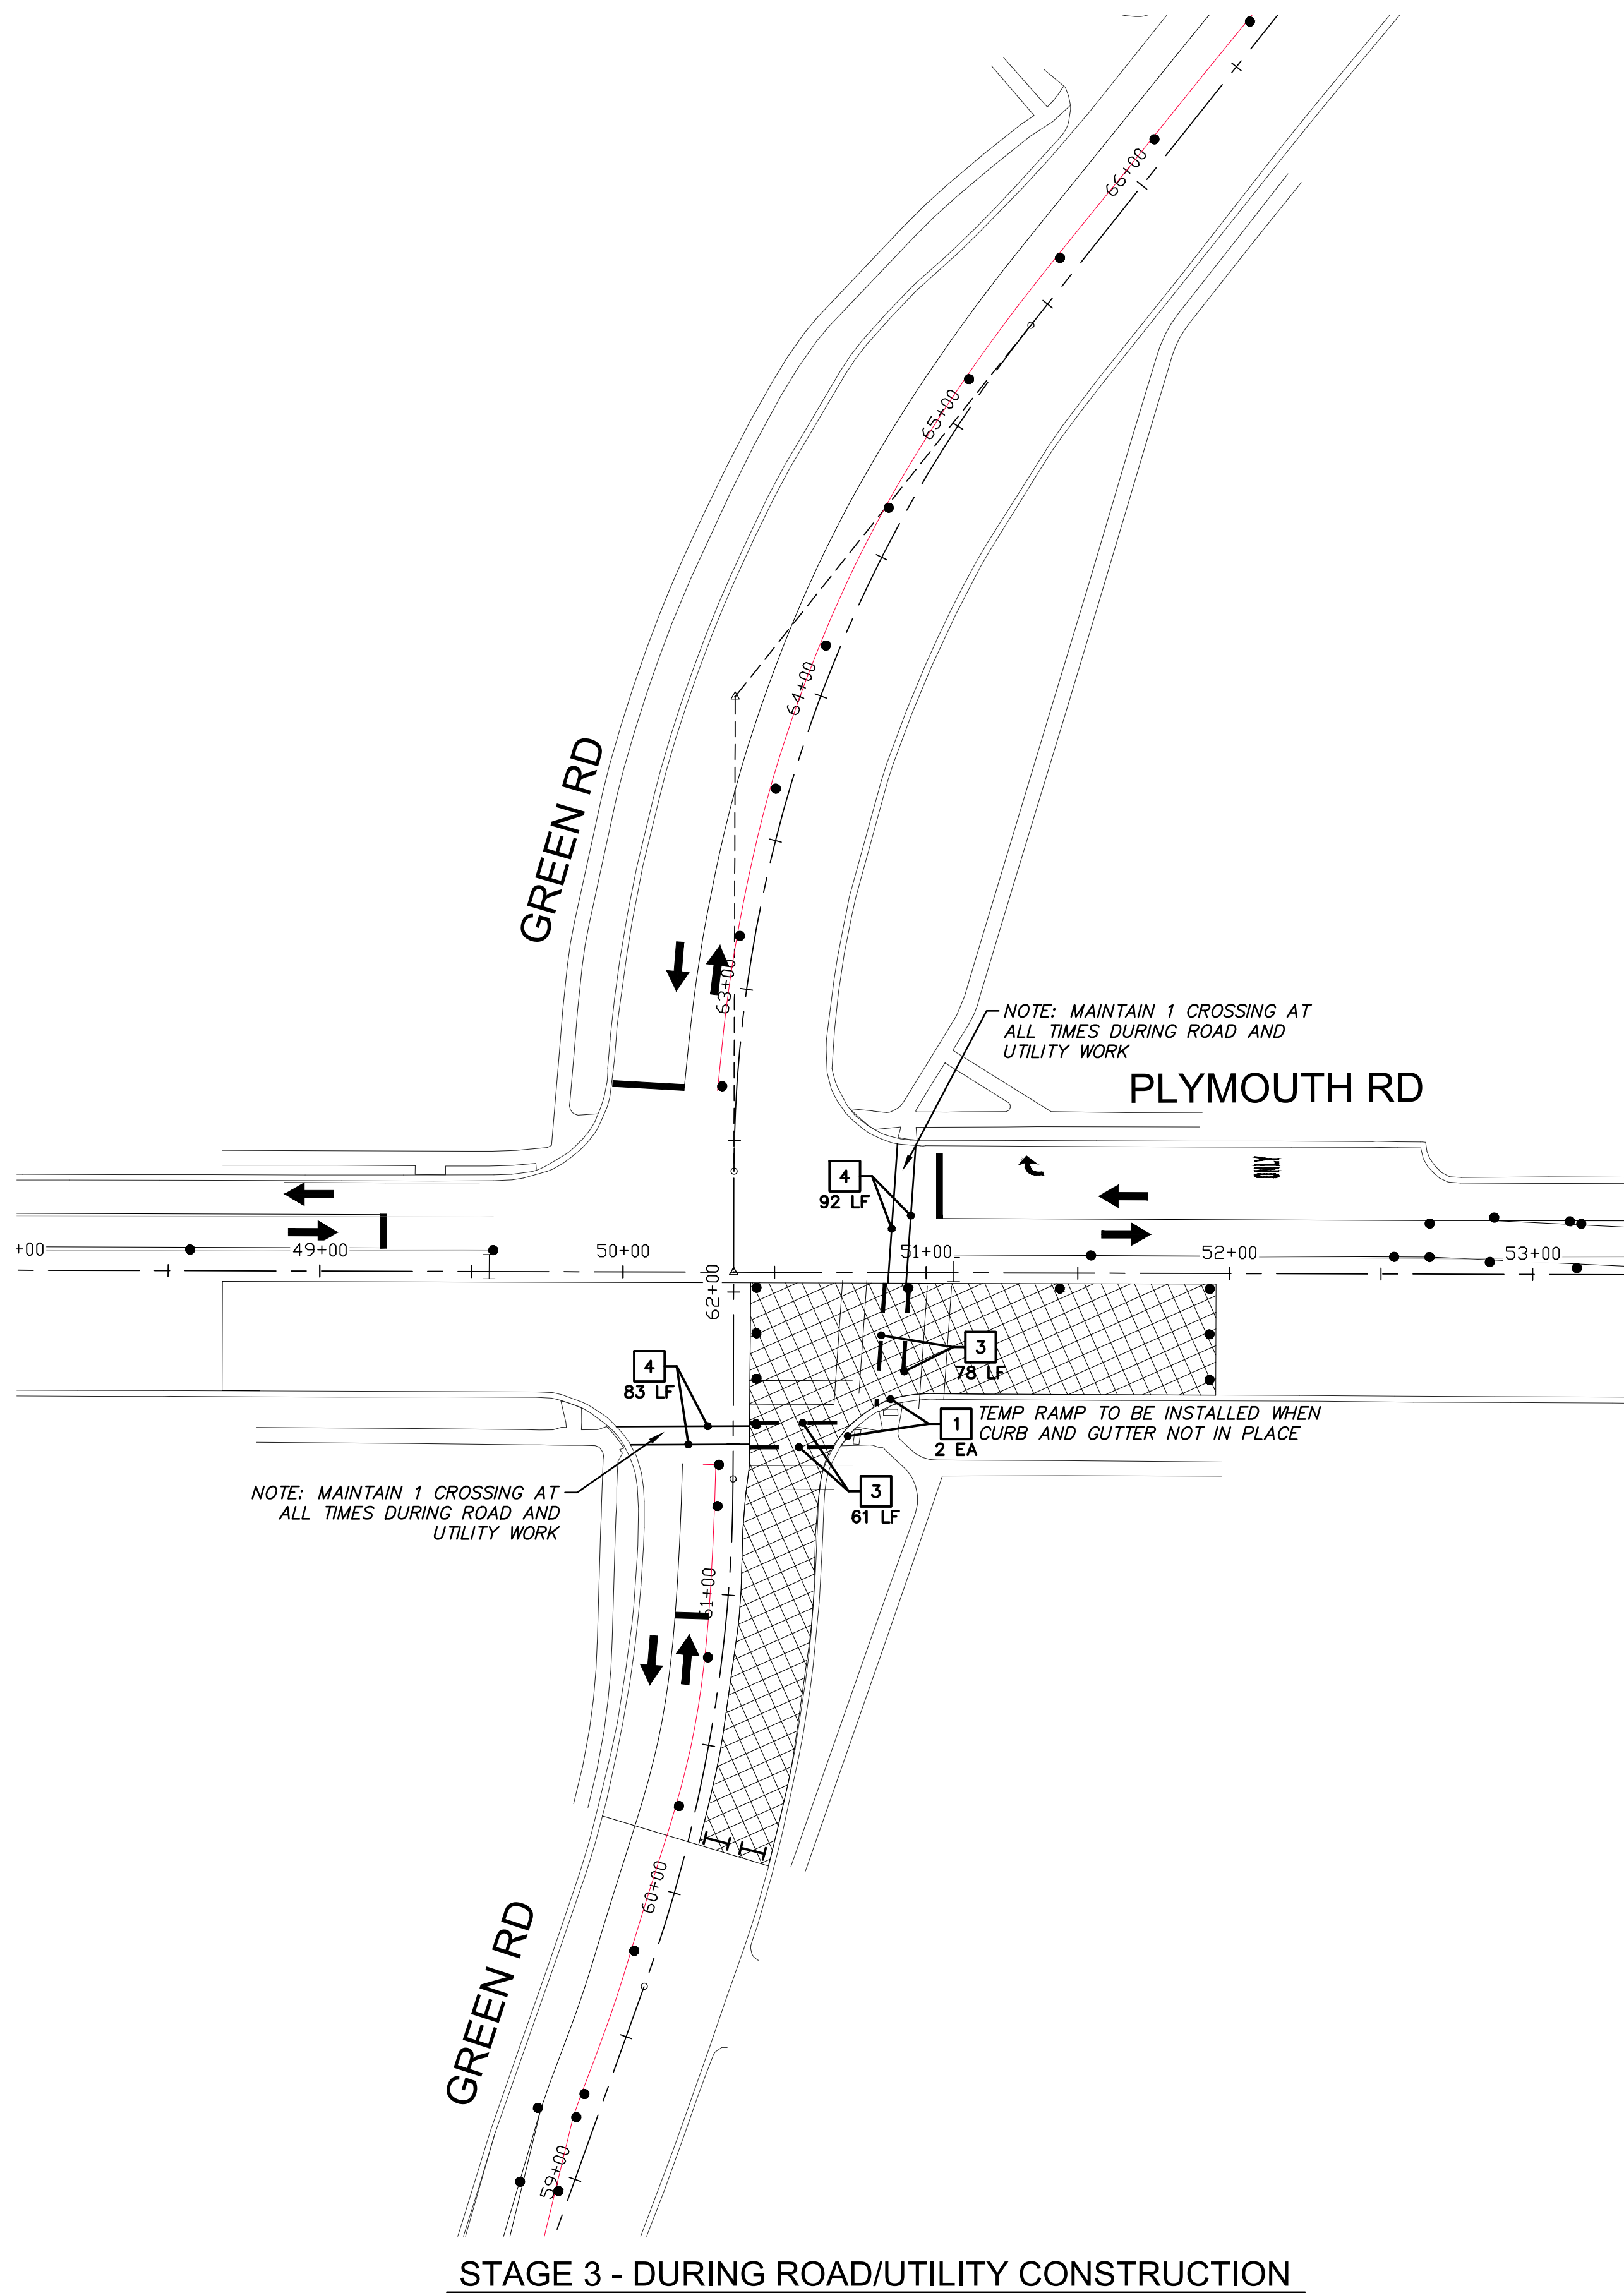 66+00
65+00
64+00
GREEN RD
63+00
NOTE: MAINTAIN 1 CROSSING AT
ALL TIMES DURING ROAD AND
UTILITY WORK
PLYMOUTH RD
4
92 LF
+00
49+00
50+00
51+00
52+00
53+00
62+00
3
78 LF
4
83 LF
1
2 EA
TEMP RAMP TO BE INSTALLED WHEN
CURB AND GUTTER NOT IN PLACE
3
61 LF
NOTE: MAINTAIN 1 CROSSING AT
ALL TIMES DURING ROAD AND
UTILITY WORK
61+00
60+00
GREEN RD
59+00
STAGE 3 - DURING ROAD/UTILITY CONSTRUCTION